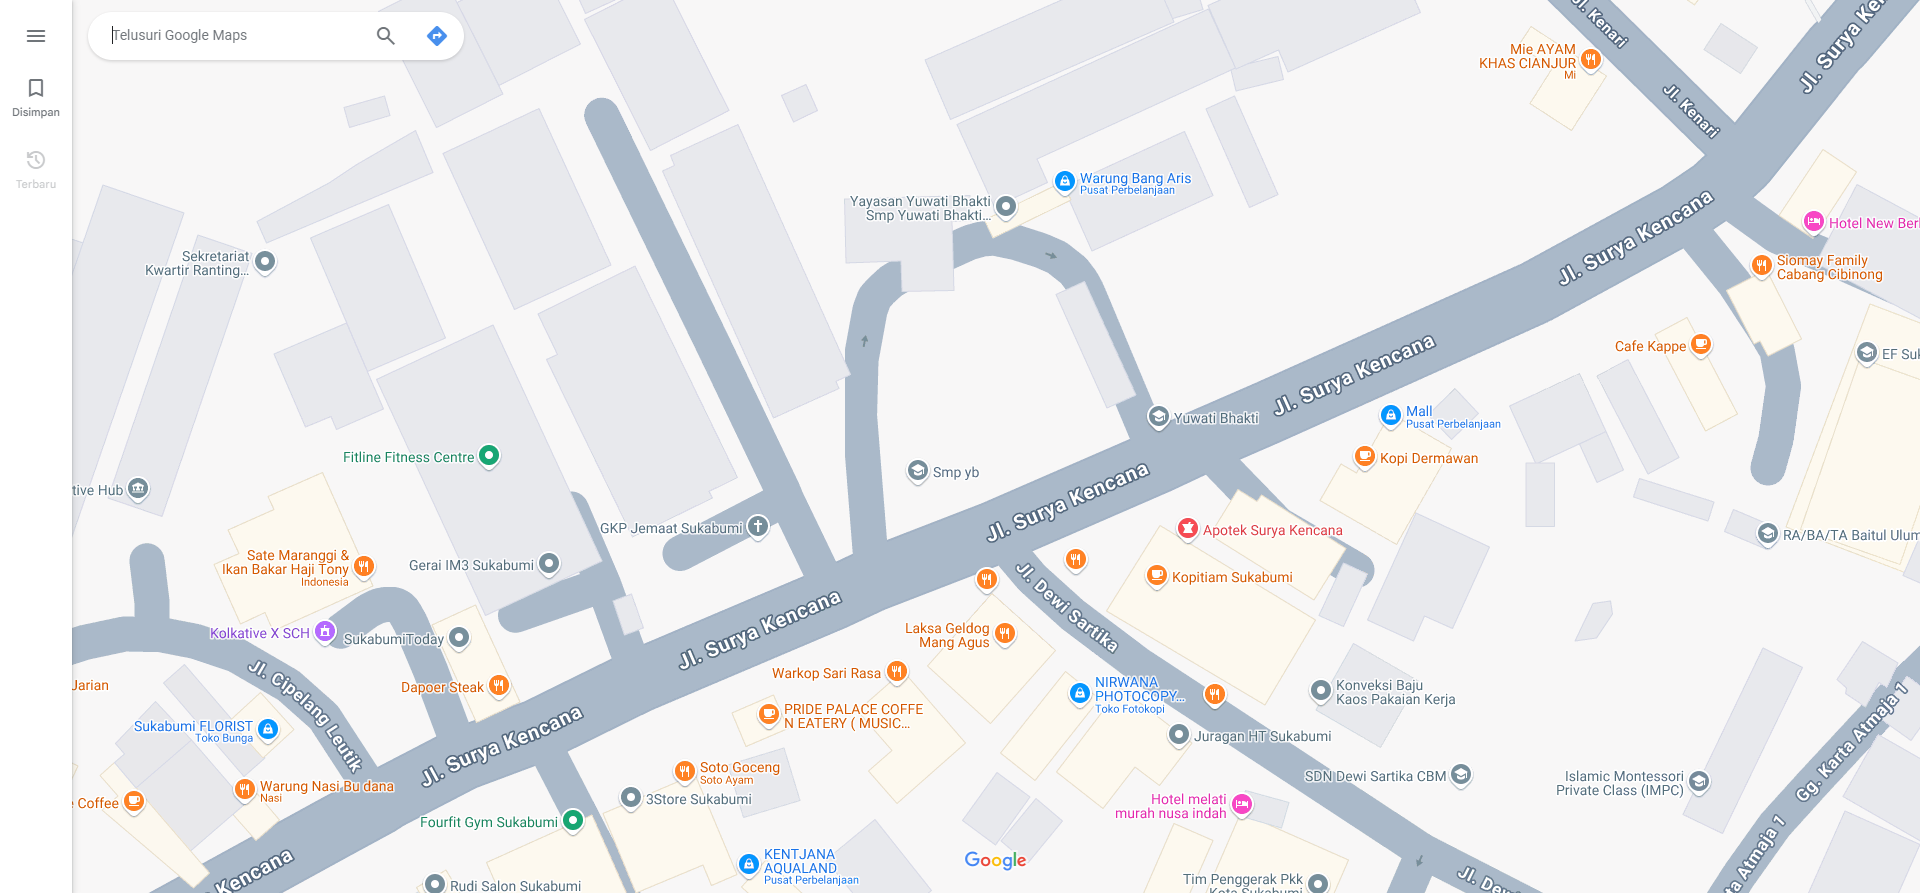 Telusuri Google Maps
Disimpan
Terbaru
Jl. Kenari
Jl. Surya Ken
Mie AYAM
KHAS CIANJUR
Mi
Jl. Kenari
Warung Bang Aris
Pusat Perbelanjaan
Yayasan Yuwati Bhakti
Smp Yuwati Bhakti...
Jl. Surya Kencana
Hotel New Berl
Sekretariat
Kwartir Ranting...
Siomay Family
Cabang Cibinong
Cafe Kappe
EF Suk
Jl. Surya Kencana
Yuwati Bhakti
Mall
Pusat Perbelanjaan
Fitline Fitness Centre
Kopi Dermawan
Smp yb
tive Hub
Jl. Surya Kencana
GKP Jemaat Sukabumi
Apotek Surya Kencana
RA/BA/TA Baitul Ulum
Sate Maranggi &
Ikan Bakar Haji Tony
Indonesia
Gerai IM3 Sukabumi
Kopitiam Sukabumi
Jl. Dewi Sartika
Jl. Surya Kencana
Kolkative X SCH
SukabumiToday
Laksa Geldog
Mang Agus
Warkop Sari Rasa
Jarian
Jl. Cipelang Leutik
Dapoer Steak
NIRWANA
PHOTOCOPY...
Toko Fotokopi
Konveksi Baju
Kaos Pakaian Kerja
PRIDE PALACE COFFE
N EATERY ( MUSIC...
Sukabumi FLORIST
Toko Bunga
Jl. Surya Kencana
Juragan HT Sukabumi
Gg. Karta Atmaja 1
Soto Goceng
Soto Ayam
SDN Dewi Sartika CBM
Islamic Montessori
Private Class (IMPC)
Warung Nasi Bu dana
Nasi
e Coffee
3Store Sukabumi
Hotel melati
murah nusa indah
Fourfit Gym Sukabumi
Kencana
KENTJANA
AQUALAND
Pusat Perbelanjaan
Google
ta Atmaja 1
Rudi Salon Sukabumi
Tim Penggerak Pkk
Kota Sukabumi
Jl. Dew